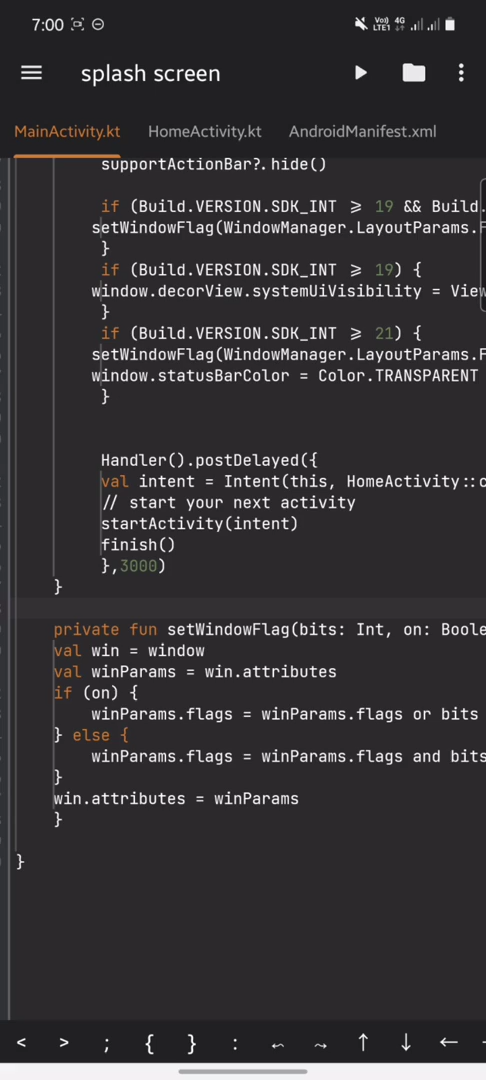 7:00 Vo)) LTE1 4G
splash screen
MainActivity.kt HomeActivity.kt AndroidManifest.xml
supportActionBar?.hide()
if (Build.VERSION.SDK_INT >= 19 && Build.
setWindowFlag(WindowManager.LayoutParams.F
}
if (Build.VERSION.SDK_INT >= 19) {
window.decorView.systemUiVisibility = View
}
if (Build.VERSION.SDK_INT >= 21) {
setWindowFlag(WindowManager.LayoutParams.F
window.statusBarColor = Color.TRANSPARENT
}
Handler().postDelayed({
val intent = Intent(this, HomeActivity::c
// start your next activity
startActivity(intent)
finish()
},3000)
}
private fun setWindowFlag(bits: Int, on: Boole
val win = window
val winParams = win.attributes
if (on) {
winParams.flags = winParams.flags or bits
} else {
winParams.flags = winParams.flags and bits
}
win.attributes = winParams
}
}
< > ; { } : ↑ ↓ ←